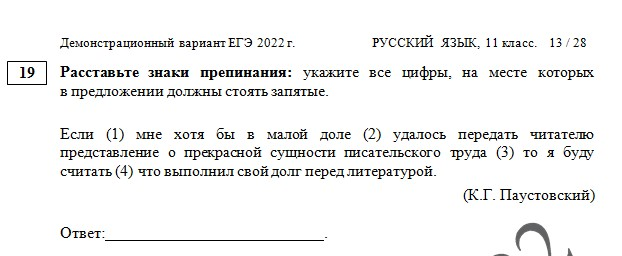 Демонстрационный вариант ЕГЭ 2022 г. РУССКИЙ ЯЗЫК, 11 класс. 13 / 28
19 Расставьте знаки препинания: укажите все цифры, на месте которых
в предложении должны стоять запятые.
Если (1) мне хотя бы в малой доле (2) удалось передать читателю
представление о прекрасной сущности писательского труда (3) то я буду
считать (4) что выполнил свой долг перед литературой.
(К.Г. Паустовский)
Ответ:___________________________.